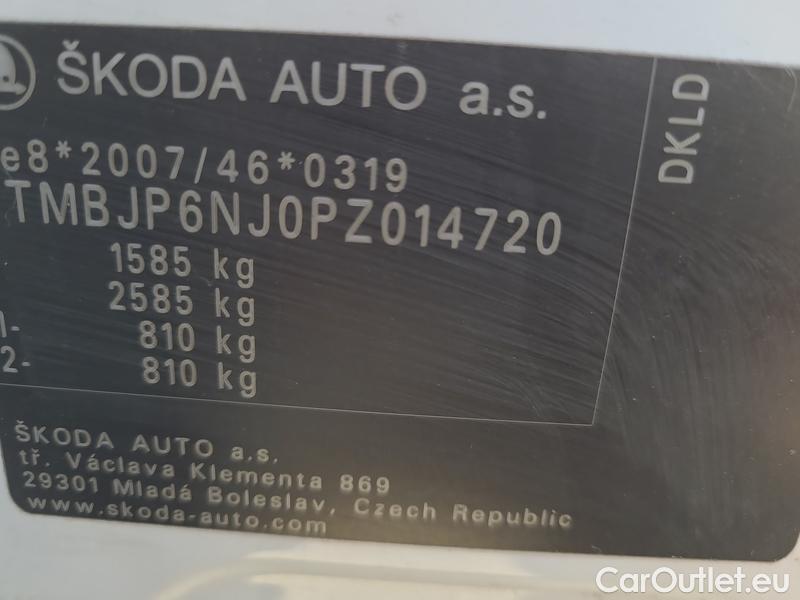 ŠKODA AUTO a.s.
DKLD
e8*2007/46*0319
TMBJP6NJ0PZ014720
1585 kg
2585 kg
1- 810 kg
2- 810 kg
ŠKODA AUTO a.s.
tř. Václava Klementa 869
29301 Mladá Boleslav, Czech Republic
www.skoda-auto.com
CarOutlet.eu